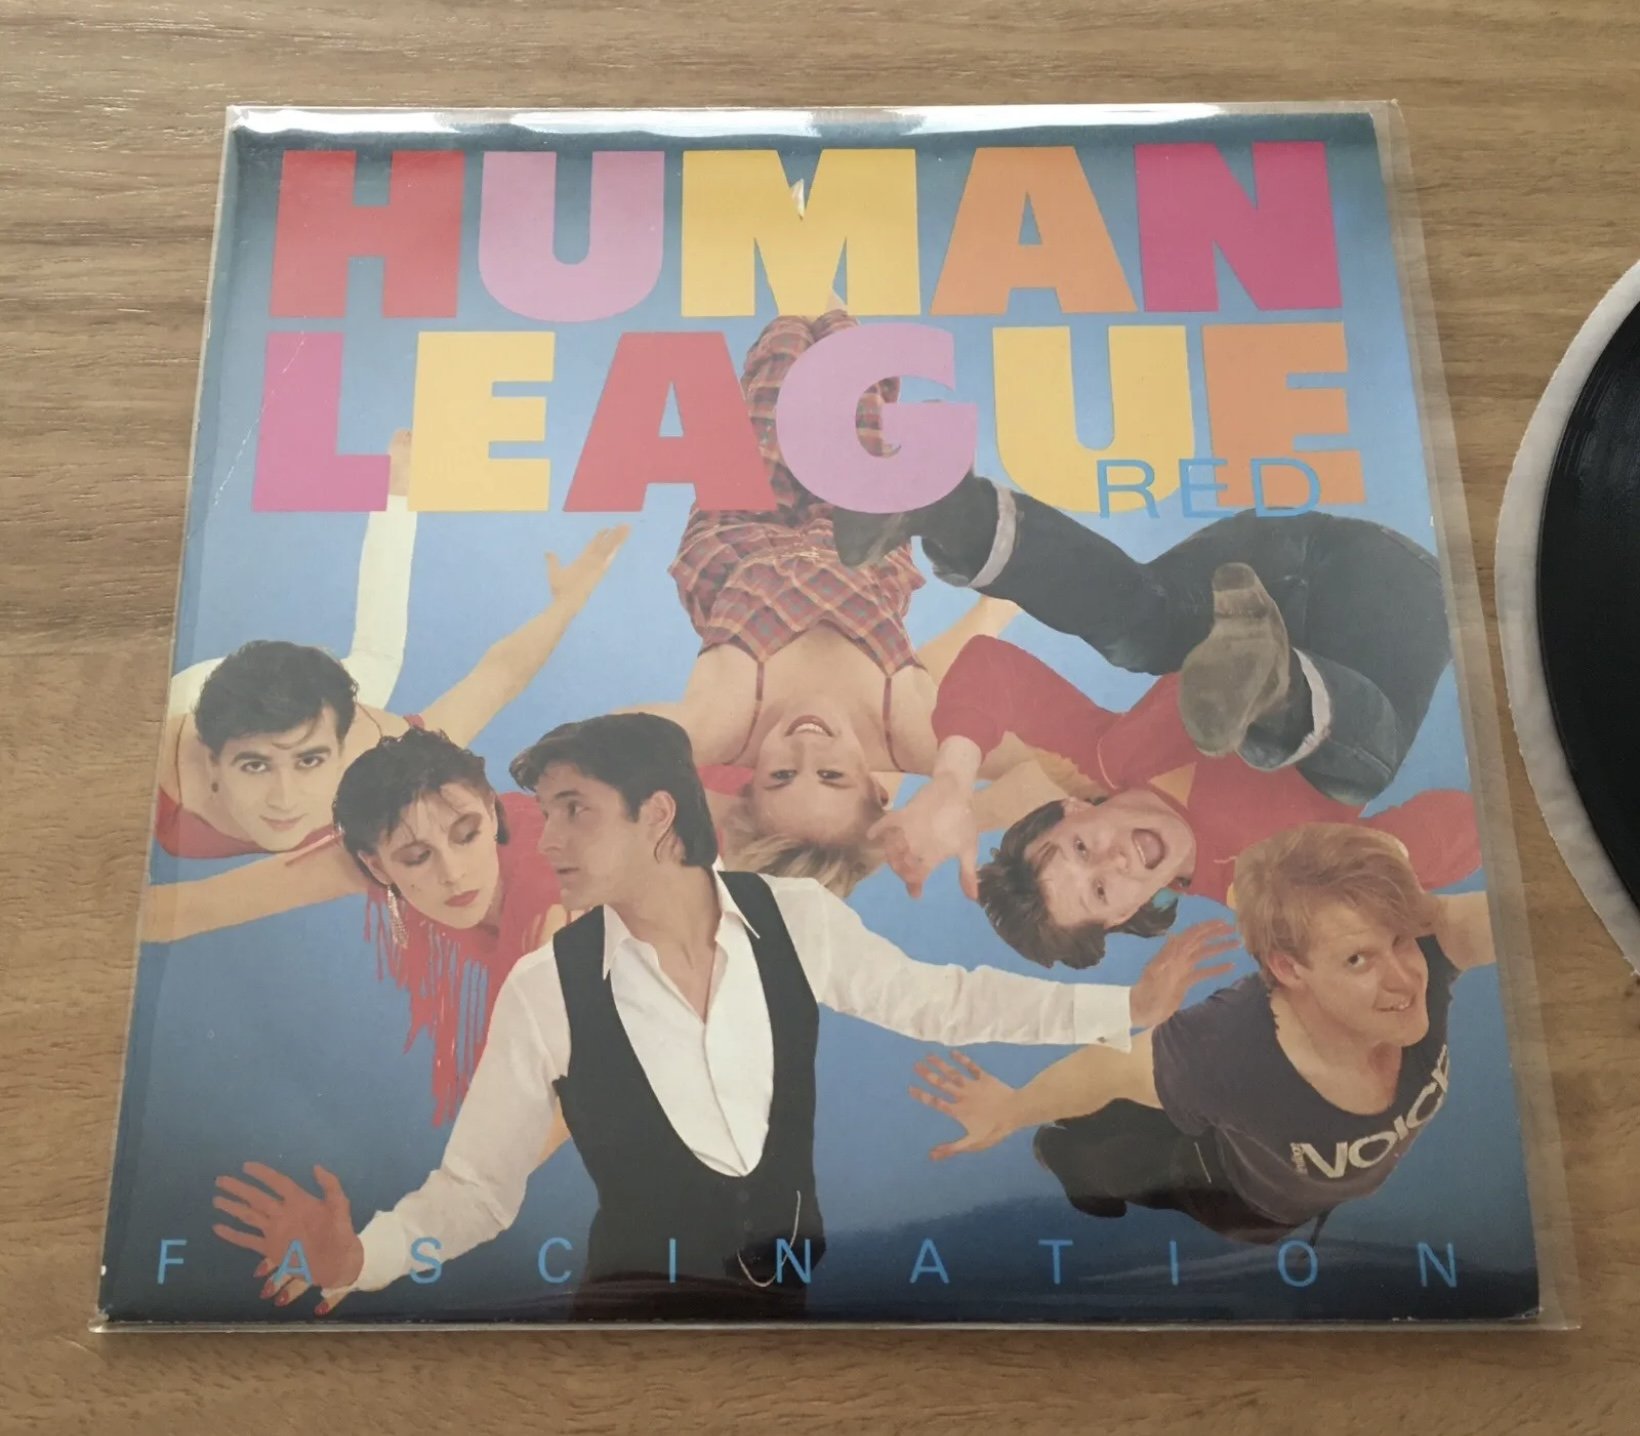 HUMAN
LEAGUE
RED
VOICE
FASCINATION